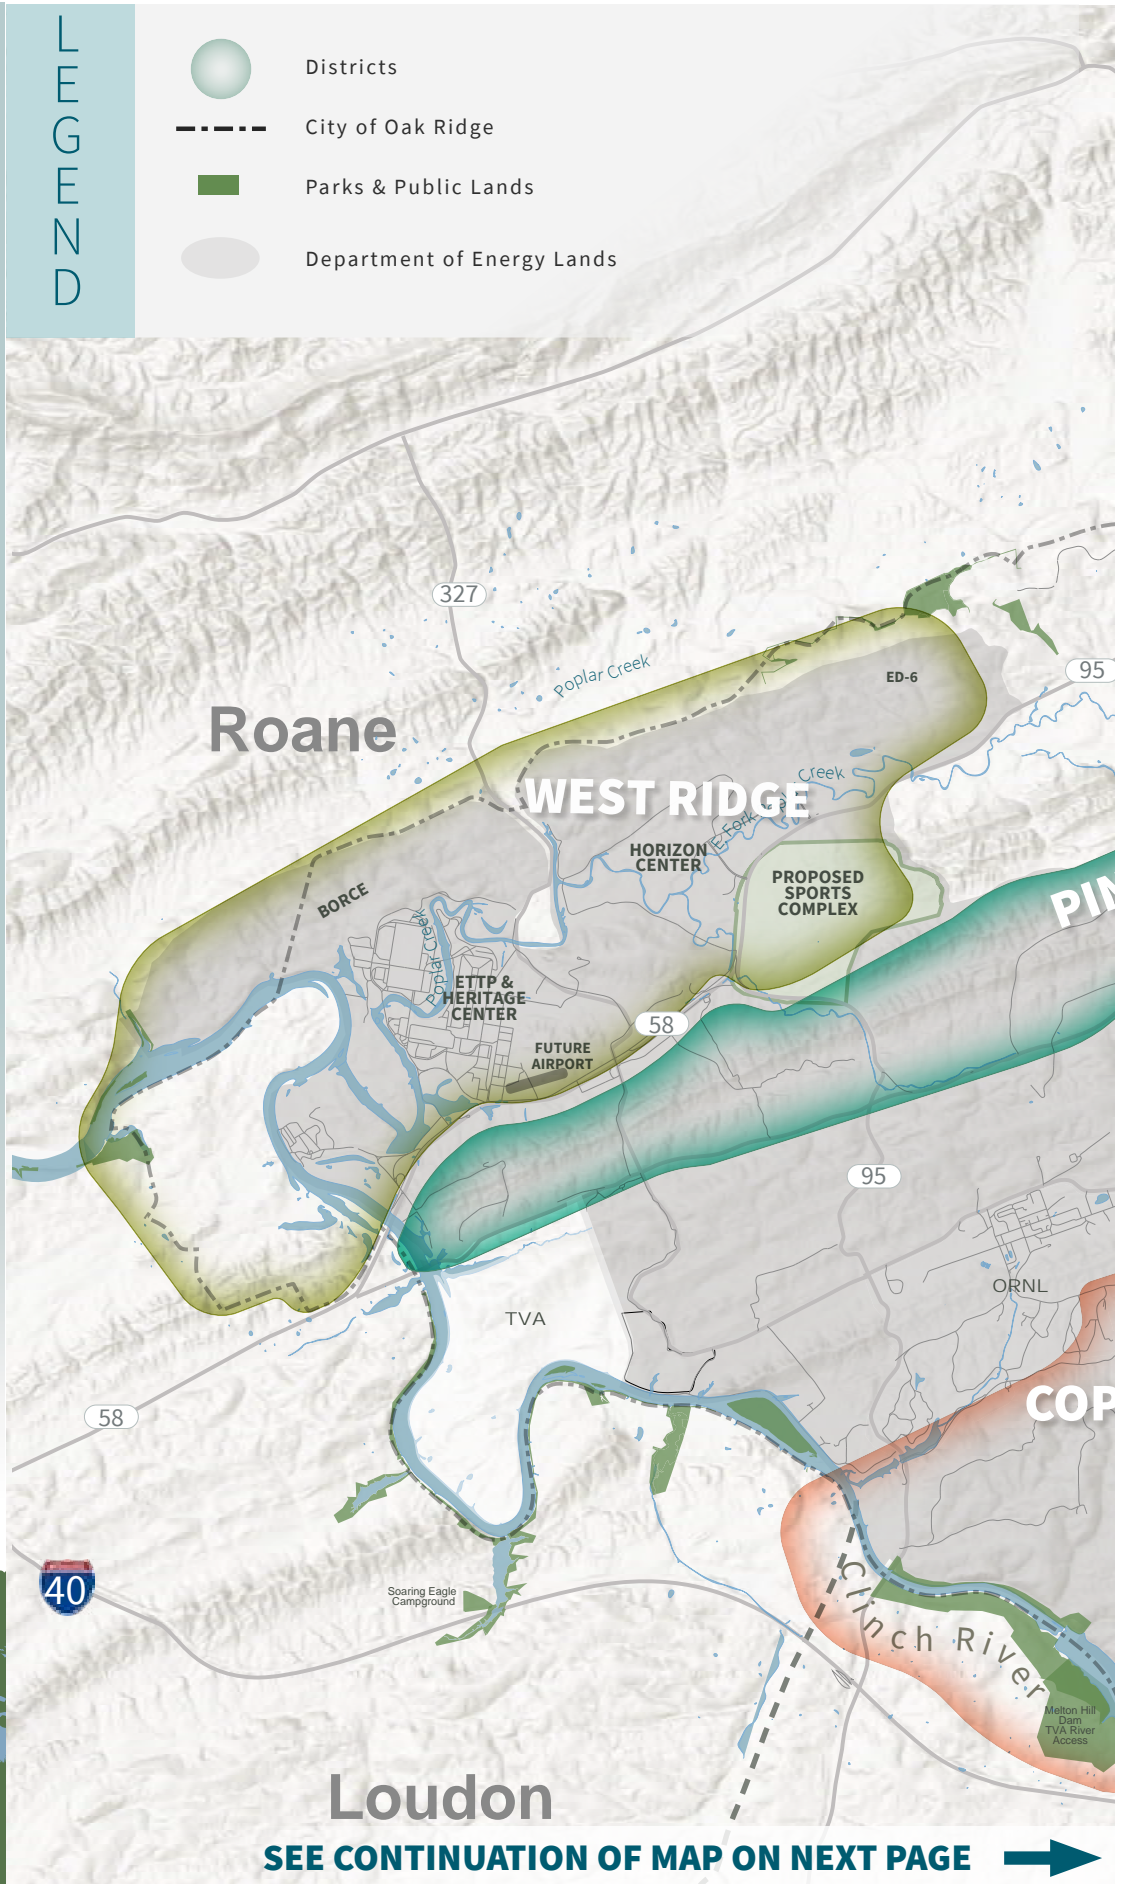 LEGEND
Districts
City of Oak Ridge
Parks & Public Lands
Department of Energy Lands
327
Poplar Creek
95
ED-6
Roane
WEST RIDGE
E Fork
Creek
HORIZON
CENTER
PROPOSED
SPORTS
COMPLEX
BORCE
PIN
Poplar Creek
ETTP &
HERITAGE
CENTER
58
FUTURE
AIRPORT
95
ORNL
TVA
COP
58
40
Soaring Eagle
Campground
Clinch River
Melton Hill
Dam
TVA River
Access
Loudon
SEE CONTINUATION OF MAP ON NEXT PAGE